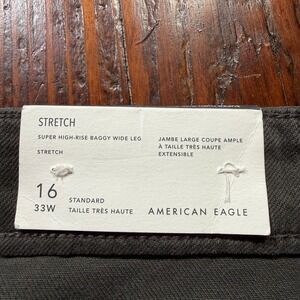 STRETCH
SUPER HIGH-RISE BAGGY WIDE LEG
STRETCH
JAMBE LARGE COUPE AMPLE
À TAILLE TRÈS HAUTE
EXTENSIBLE
16
33W
STANDARD
TAILLE TRÈS HAUTE
AMERICAN EAGLE